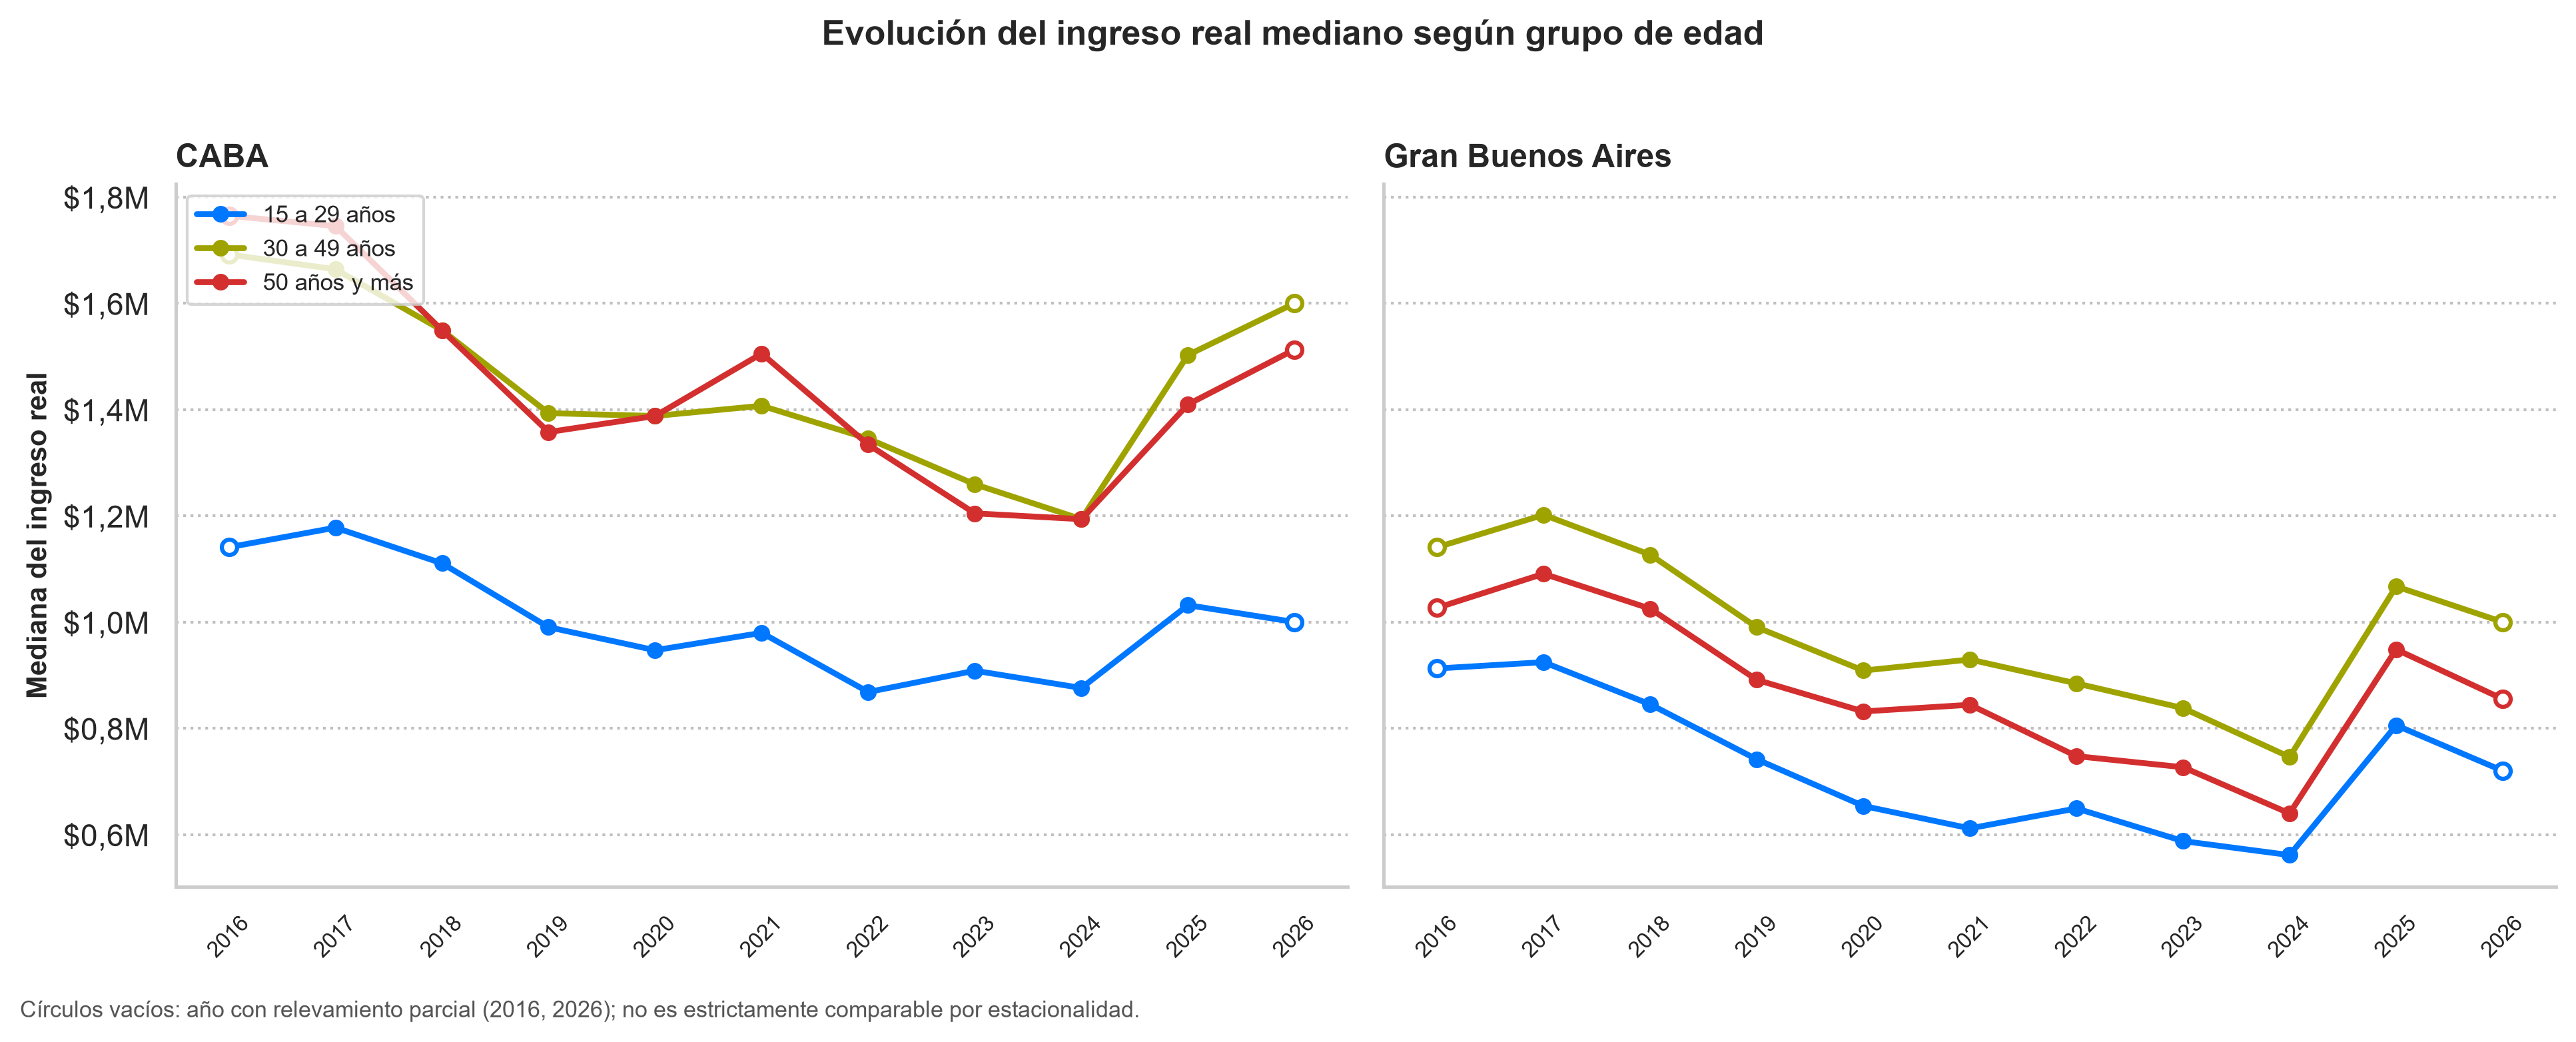 Evolución del ingreso real mediano según grupo de edad
CABA
Gran Buenos Aires
Mediana del ingreso real
$1,8M
$1,6M
$1,4M
$1,2M
$1,0M
$0,8M
$0,6M
15 a 29 años
30 a 49 años
50 años y más
2016
2017
2018
2019
2020
2021
2022
2023
2024
2025
2026
2016
2017
2018
2019
2020
2021
2022
2023
2024
2025
2026
Círculos vacíos: año con relevamiento parcial (2016, 2026); no es estrictamente comparable por estacionalidad.